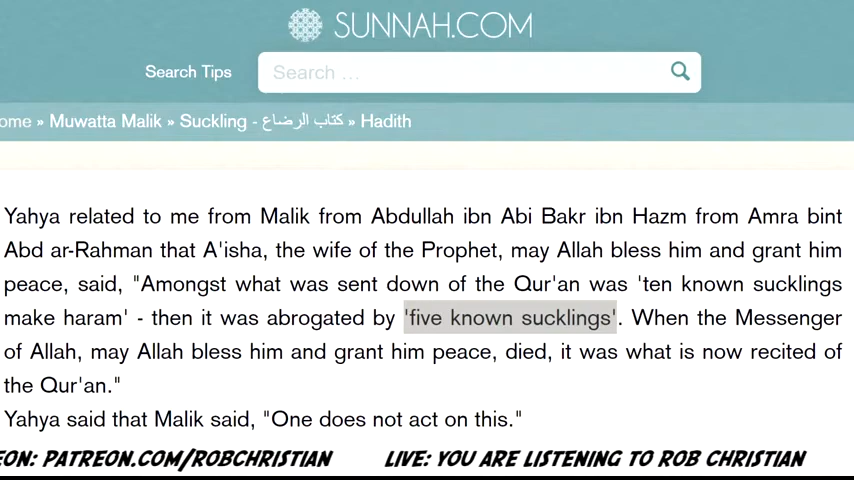 SUNNAH.COM
Search Tips
Search ...
ome » Muwatta Malik » Suckling - كتاب الرضاع » Hadith
Yahya related to me from Malik from Abdullah ibn Abi Bakr ibn Hazm from Amra bint
Abd ar-Rahman that A'isha, the wife of the Prophet, may Allah bless him and grant him
peace, said, "Amongst what was sent down of the Qur'an was 'ten known sucklings
make haram' - then it was abrogated by 'five known sucklings'. When the Messenger
of Allah, may Allah bless him and grant him peace, died, it was what is now recited of
the Qur'an."
Yahya said that Malik said, "One does not act on this."
EON: PATREON.COM/ROBCHRISTIAN LIVE: YOU ARE LISTENING TO ROB CHRISTIAN